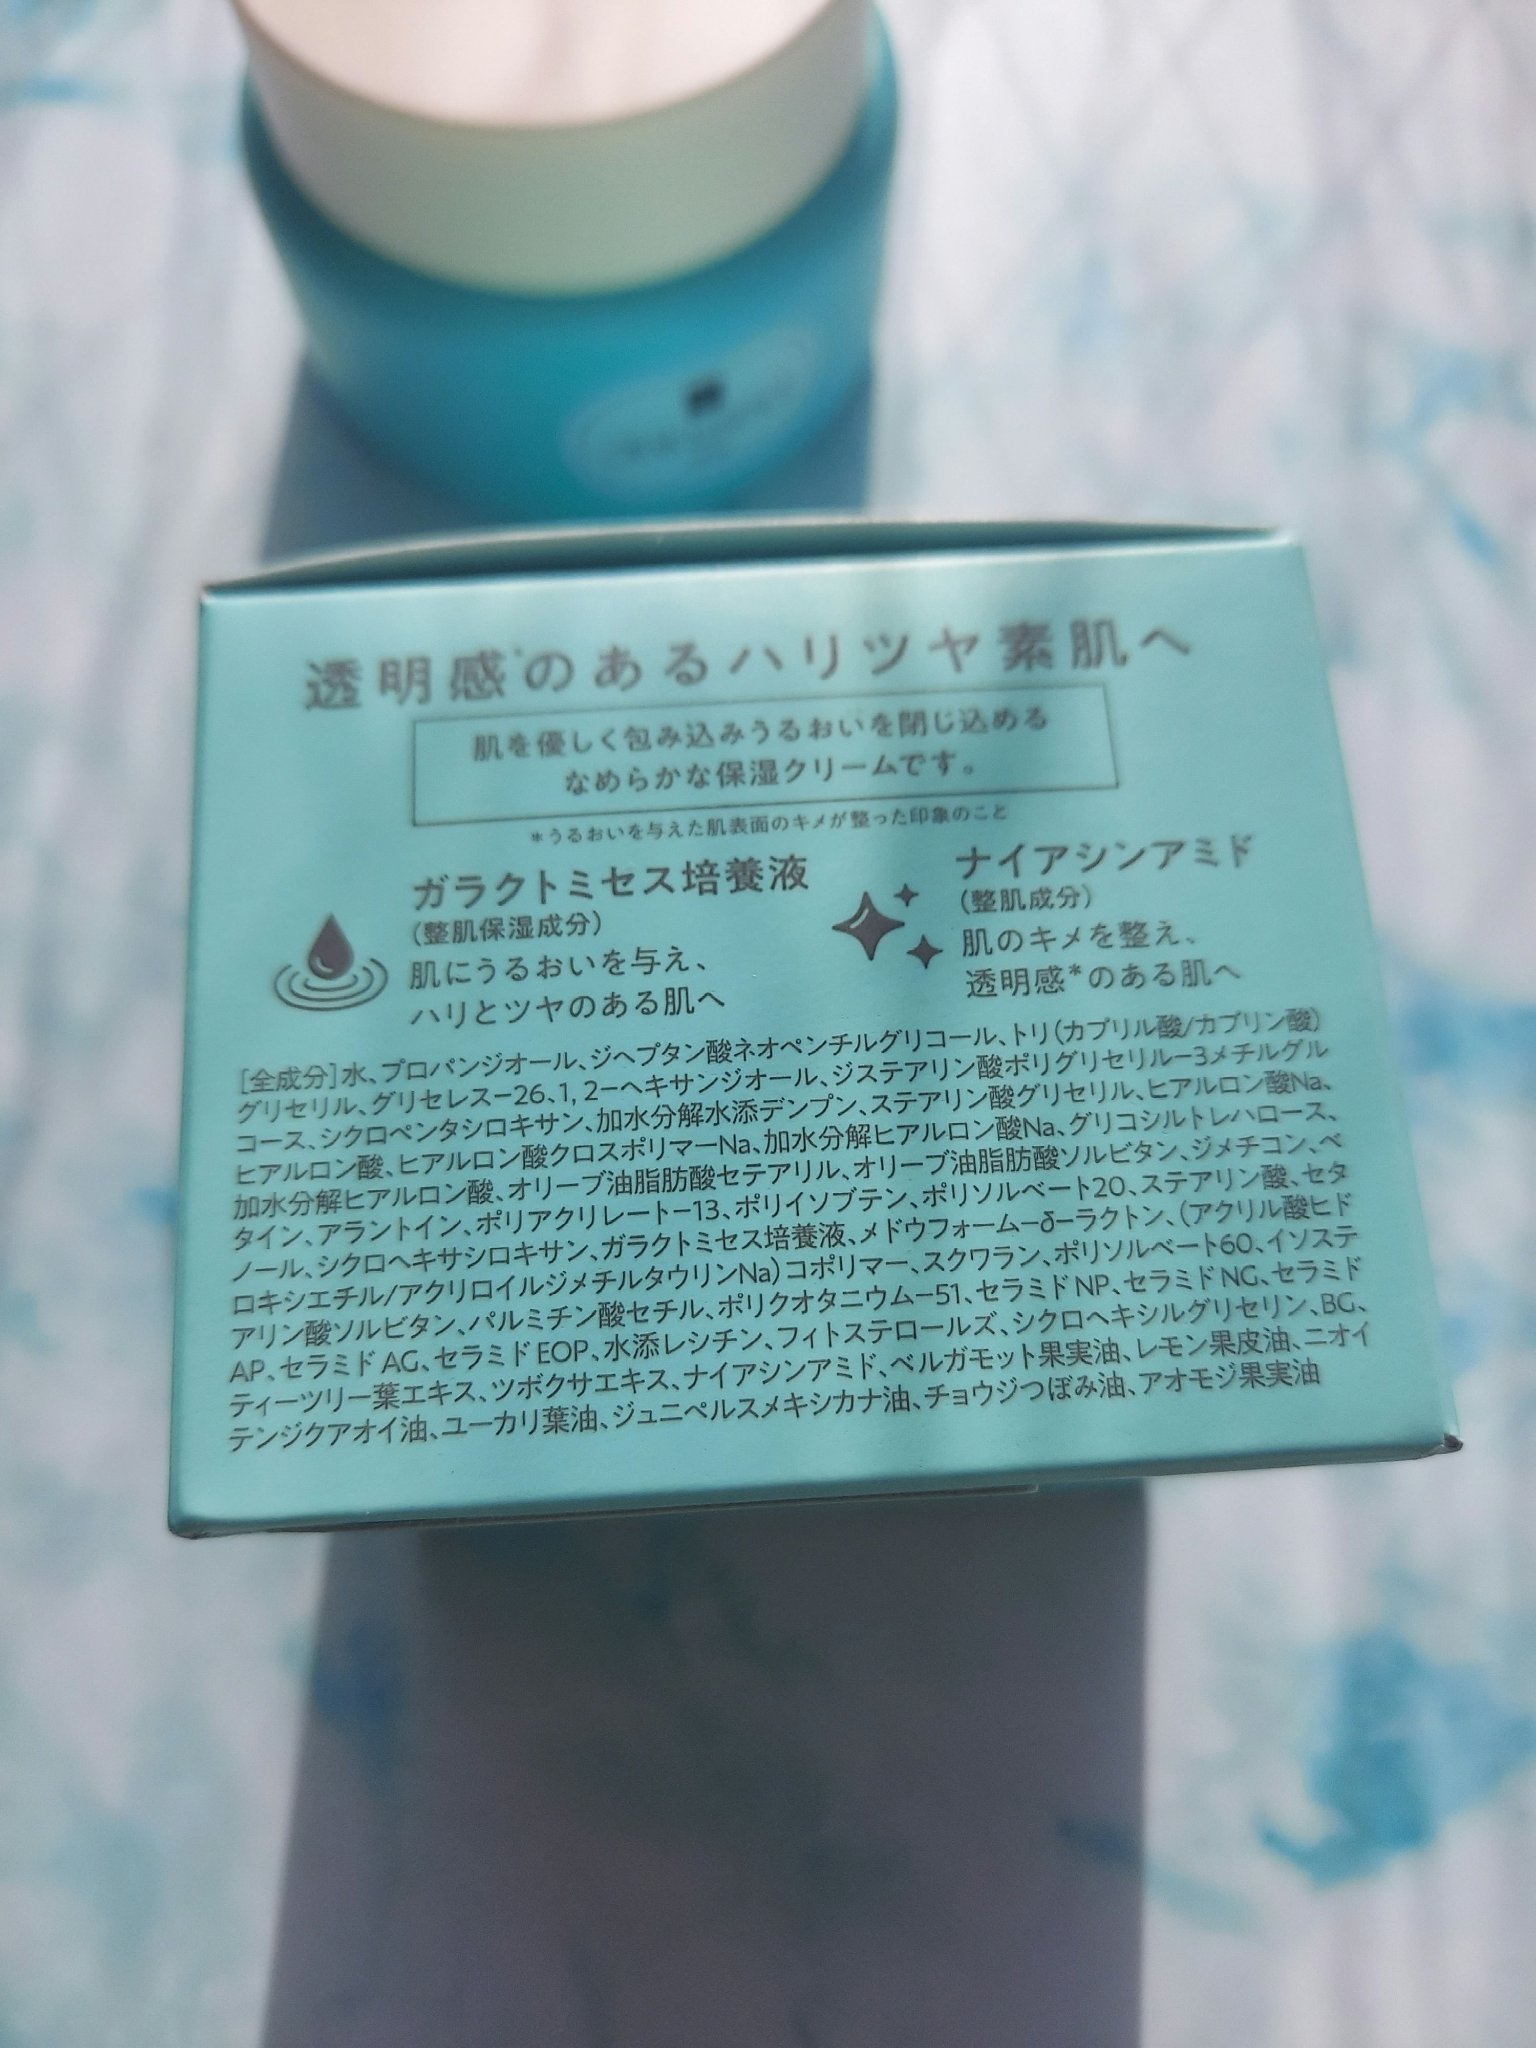 透明感*のあるハリツヤ素肌へ
肌を優しく包み込みうるおいを閉じ込める
なめらかな保湿クリームです。
*うるおいを与えた肌表面のキメが整った印象のこと
ガラクトミセス培養液
(整肌保湿成分)
肌にうるおいを与え、
ハリとツヤのある肌へ
ナイアシンアミド
(整肌成分)
肌のキメを整え、
透明感*のある肌へ
[全成分]水、プロパンジオール、ジヘプタン酸ネオペンチルグリコール、トリ(カプリル酸/カプリン酸)
グリセリル、グリセレス-26、1, 2-ヘキサンジオール、ジステアリン酸ポリグリセリル-3メチルグル
コース、シクロペンタシロキサン、加水分解水添デンプン、ステアリン酸グリセリル、ヒアルロン酸Na、
ヒアルロン酸、ヒアルロン酸クロスポリマーNa、加水分解ヒアルロン酸Na、グリコシルトレハロース、
加水分解ヒアルロン酸、オリーブ油脂肪酸セテアリル、オリーブ油脂肪酸ソルビタン、ジメチコン、ベ
タイン、アラントイン、ポリアクリレート-13、ポリイソブテン、ポリソルベート20、ステアリン酸、セタ
ノール、シクロヘキサシロキサン、ガラクトミセス培養液、メドウフォーム-δ-ラクトン、(アクリル酸ヒド
ロキシエチル/アクリロイルジメチルタウリンNa)コポリマー、スクワラン、ポリソルベート60、イソステ
アリン酸ソルビタン、パルミチン酸セチル、ポリクオタニウム-51、セラミドNP、セラミドNG、セラミド
AP、セラミドAG、セラミドEOP、水添レシチン、フィトステロールズ、シクロヘキシルグリセリン、BG、
ティーツリー葉エキス、ツボクサエキス、ナイアシンアミド、ベルガモット果実油、レモン果皮油、ニオイ
テンジクアオイ油、ユーカリ葉油、ジュニペルスメキシカナ油、チョウジつぼみ油、アオモジ果実油